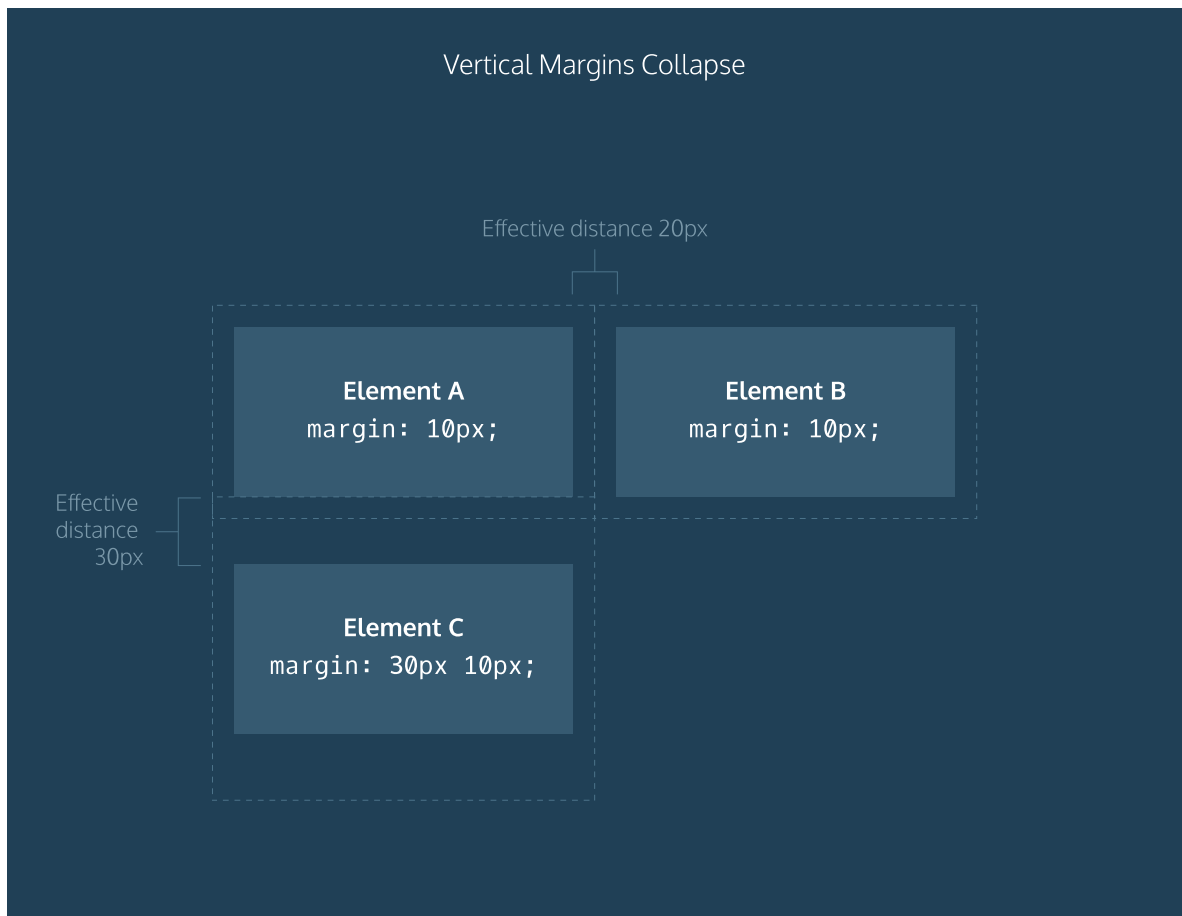 Vertical Margins Collapse
Effective distance 20px
Element A
margin: 10px;
Element B
margin: 10px;
Effective
distance
30px
Element C
margin: 30px 10px;